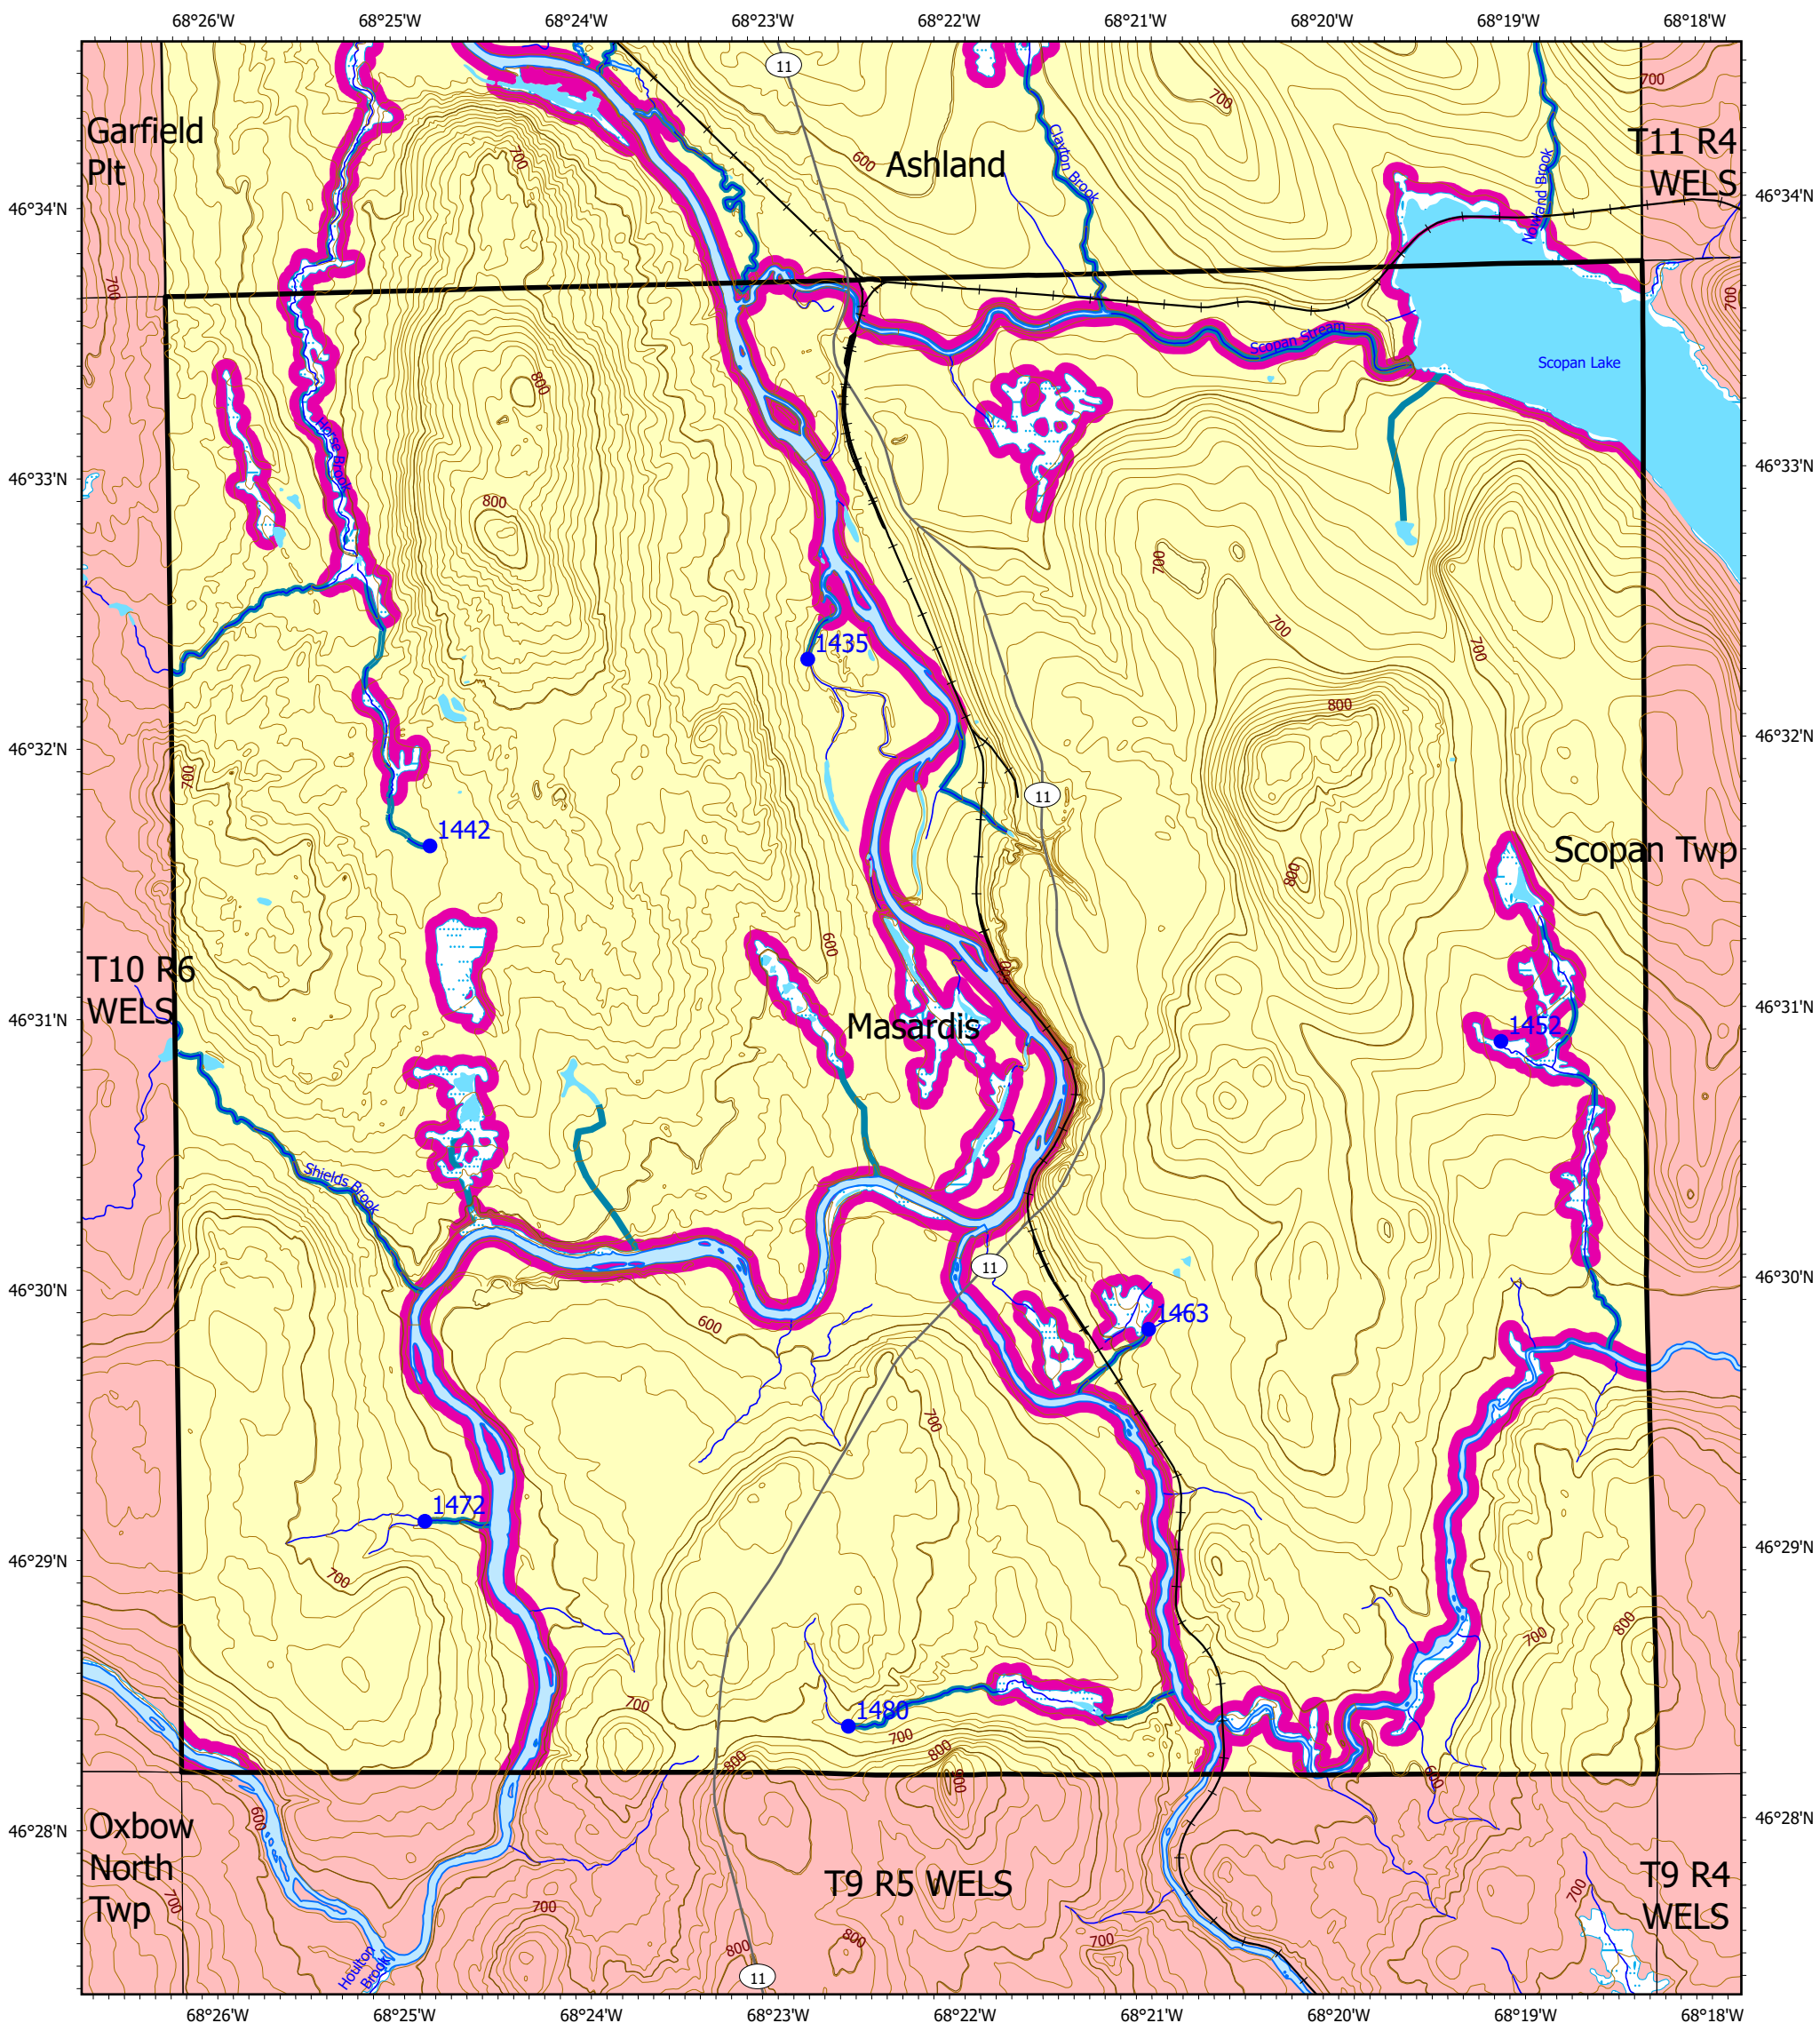 68°26'W 68°25'W 68°24'W 68°23'W 68°22'W 68°21'W 68°20'W 68°19'W 68°18'W
11
700
700
Garfield
Plt
Ashland
T11 R4
WELS
700
600
Clayton Brook
Nowland Brook
46°34'N
46°34'N
700
700
Scopan Stream
Scopan Lake
800
Horse Brook
46°33'N
46°33'N
800
700
700
700
1435
800
46°32'N
46°32'N
700
11
1442
800
Scopan Twp
600
T10 R6
WELS
600
46°31'N
46°31'N
Masardis
1452
Shields Brook
46°30'N
46°30'N
11
1463
600
700
1472
46°29'N
46°29'N
700
700
800
700
1480
700
800
800
800
600
600
46°28'N
46°28'N
Oxbow
North
Twp
T9 R5 WELS
T9 R4
WELS
700
700
700
800
800
700
Houlton
Brook
11
68°26'W 68°25'W 68°24'W 68°23'W 68°22'W 68°21'W 68°20'W 68°19'W 68°18'W